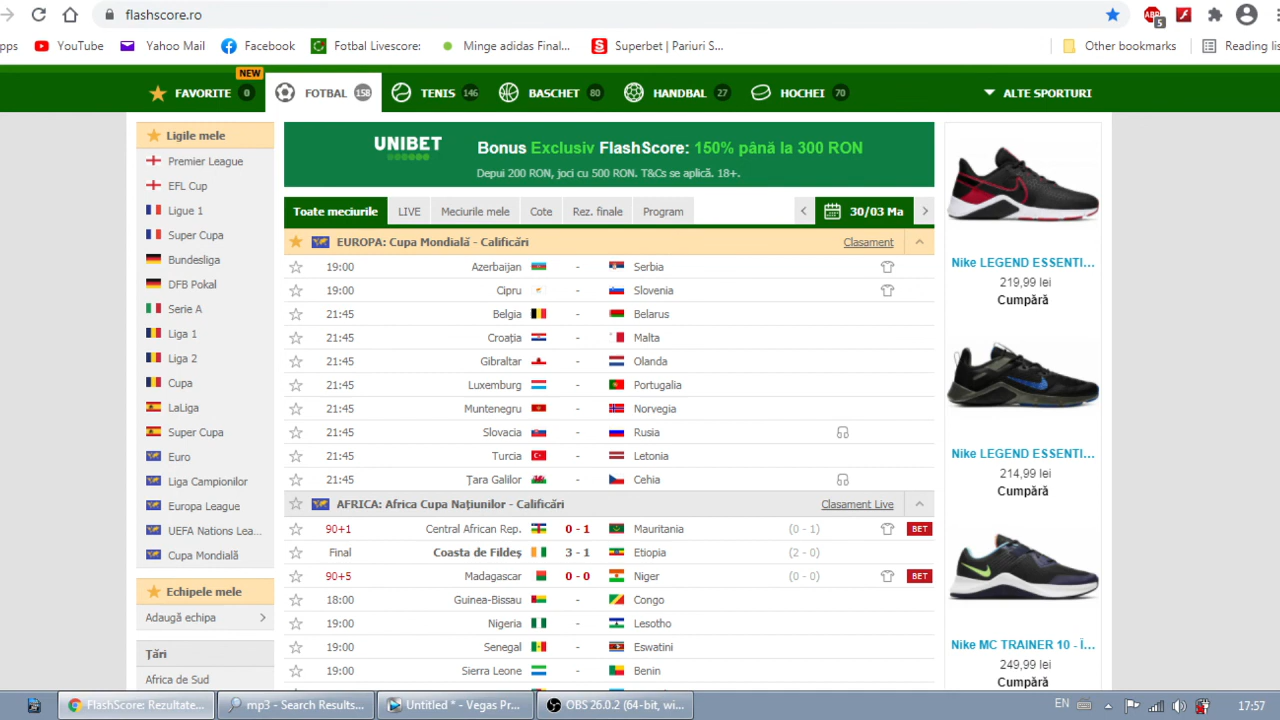 flashscore.ro
ABP 5
pps YouTube Yahoo Mail Facebook Fotbal Livescore: Minge adidas Final... Superbet | Pariuri S... Other bookmarks Reading lis
NEW
FAVORITE 0 FOTBAL 158 TENIS 146 BASCHET 80 HANDBAL 27 HOCHEI 70 ALTE SPORTURI
Ligile mele
Premier League
EFL Cup
Ligue 1
Super Cupa
Bundesliga
DFB Pokal
Serie A
Liga 1
Liga 2
Cupa
LaLiga
Super Cupa
Euro
Liga Campionilor
Europa League
UEFA Nations Lea...
Cupa Mondială
Echipele mele
Adaugă echipa
Țări
Africa de Sud
UNIBET
Bonus Exclusiv FlashScore: 150% până la 300 RON
Depui 200 RON, joci cu 500 RON. T&Cs se aplică. 18+.
Toate meciurile LIVE Meciurile mele Cote Rez. finale Program 30/03 Ma
EUROPA: Cupa Mondială - Calificări Clasament
19:00 Azerbaijan - Serbia
19:00 Cipru - Slovenia
21:45 Belgia - Belarus
21:45 Croația - Malta
21:45 Gibraltar - Olanda
21:45 Luxemburg - Portugalia
21:45 Muntenegru - Norvegia
21:45 Slovacia - Rusia
21:45 Turcia - Letonia
21:45 Țara Galilor - Cehia
AFRICA: Africa Cupa Națiunilor - Calificări Clasament Live
90+1 Central African Rep. 0 - 1 Mauritania (0 - 1) BET
Final Coasta de Fildeș 3 - 1 Etiopia (2 - 0)
90+5 Madagascar 0 - 0 Niger (0 - 0) BET
18:00 Guinea-Bissau - Congo
19:00 Nigeria - Lesotho
19:00 Senegal - Eswatini
19:00 Sierra Leone - Benin
Nike LEGEND ESSENTI...
219,99 lei
Cumpără
Nike LEGEND ESSENTI...
214,99 lei
Cumpără
Nike MC TRAINER 10 - Î...
249,99 lei
Cumpără
FlashScore: Rezultate... mp3 - Search Results... Untitled * - Vegas Pr... OBS 26.0.2 (64-bit, wi... EN 17:57